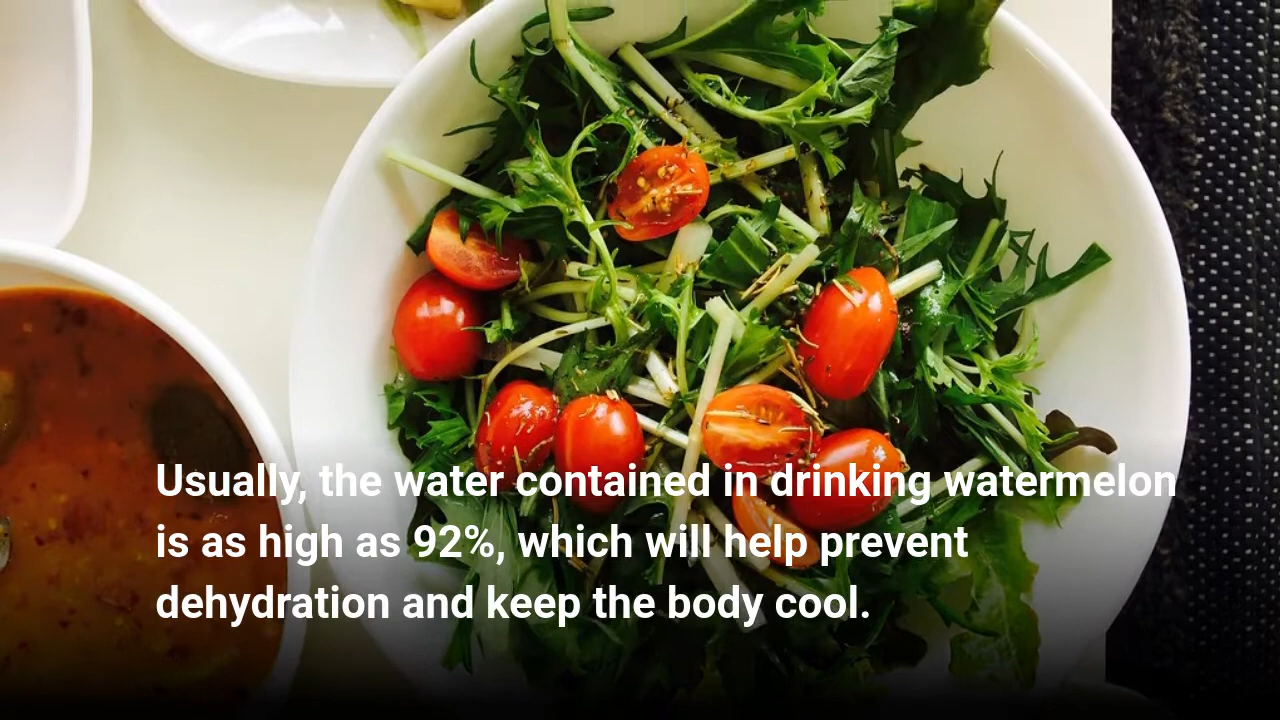 Usually, the water contained in drinking watermelon
is as high as 92%, which will help prevent
dehydration and keep the body cool.